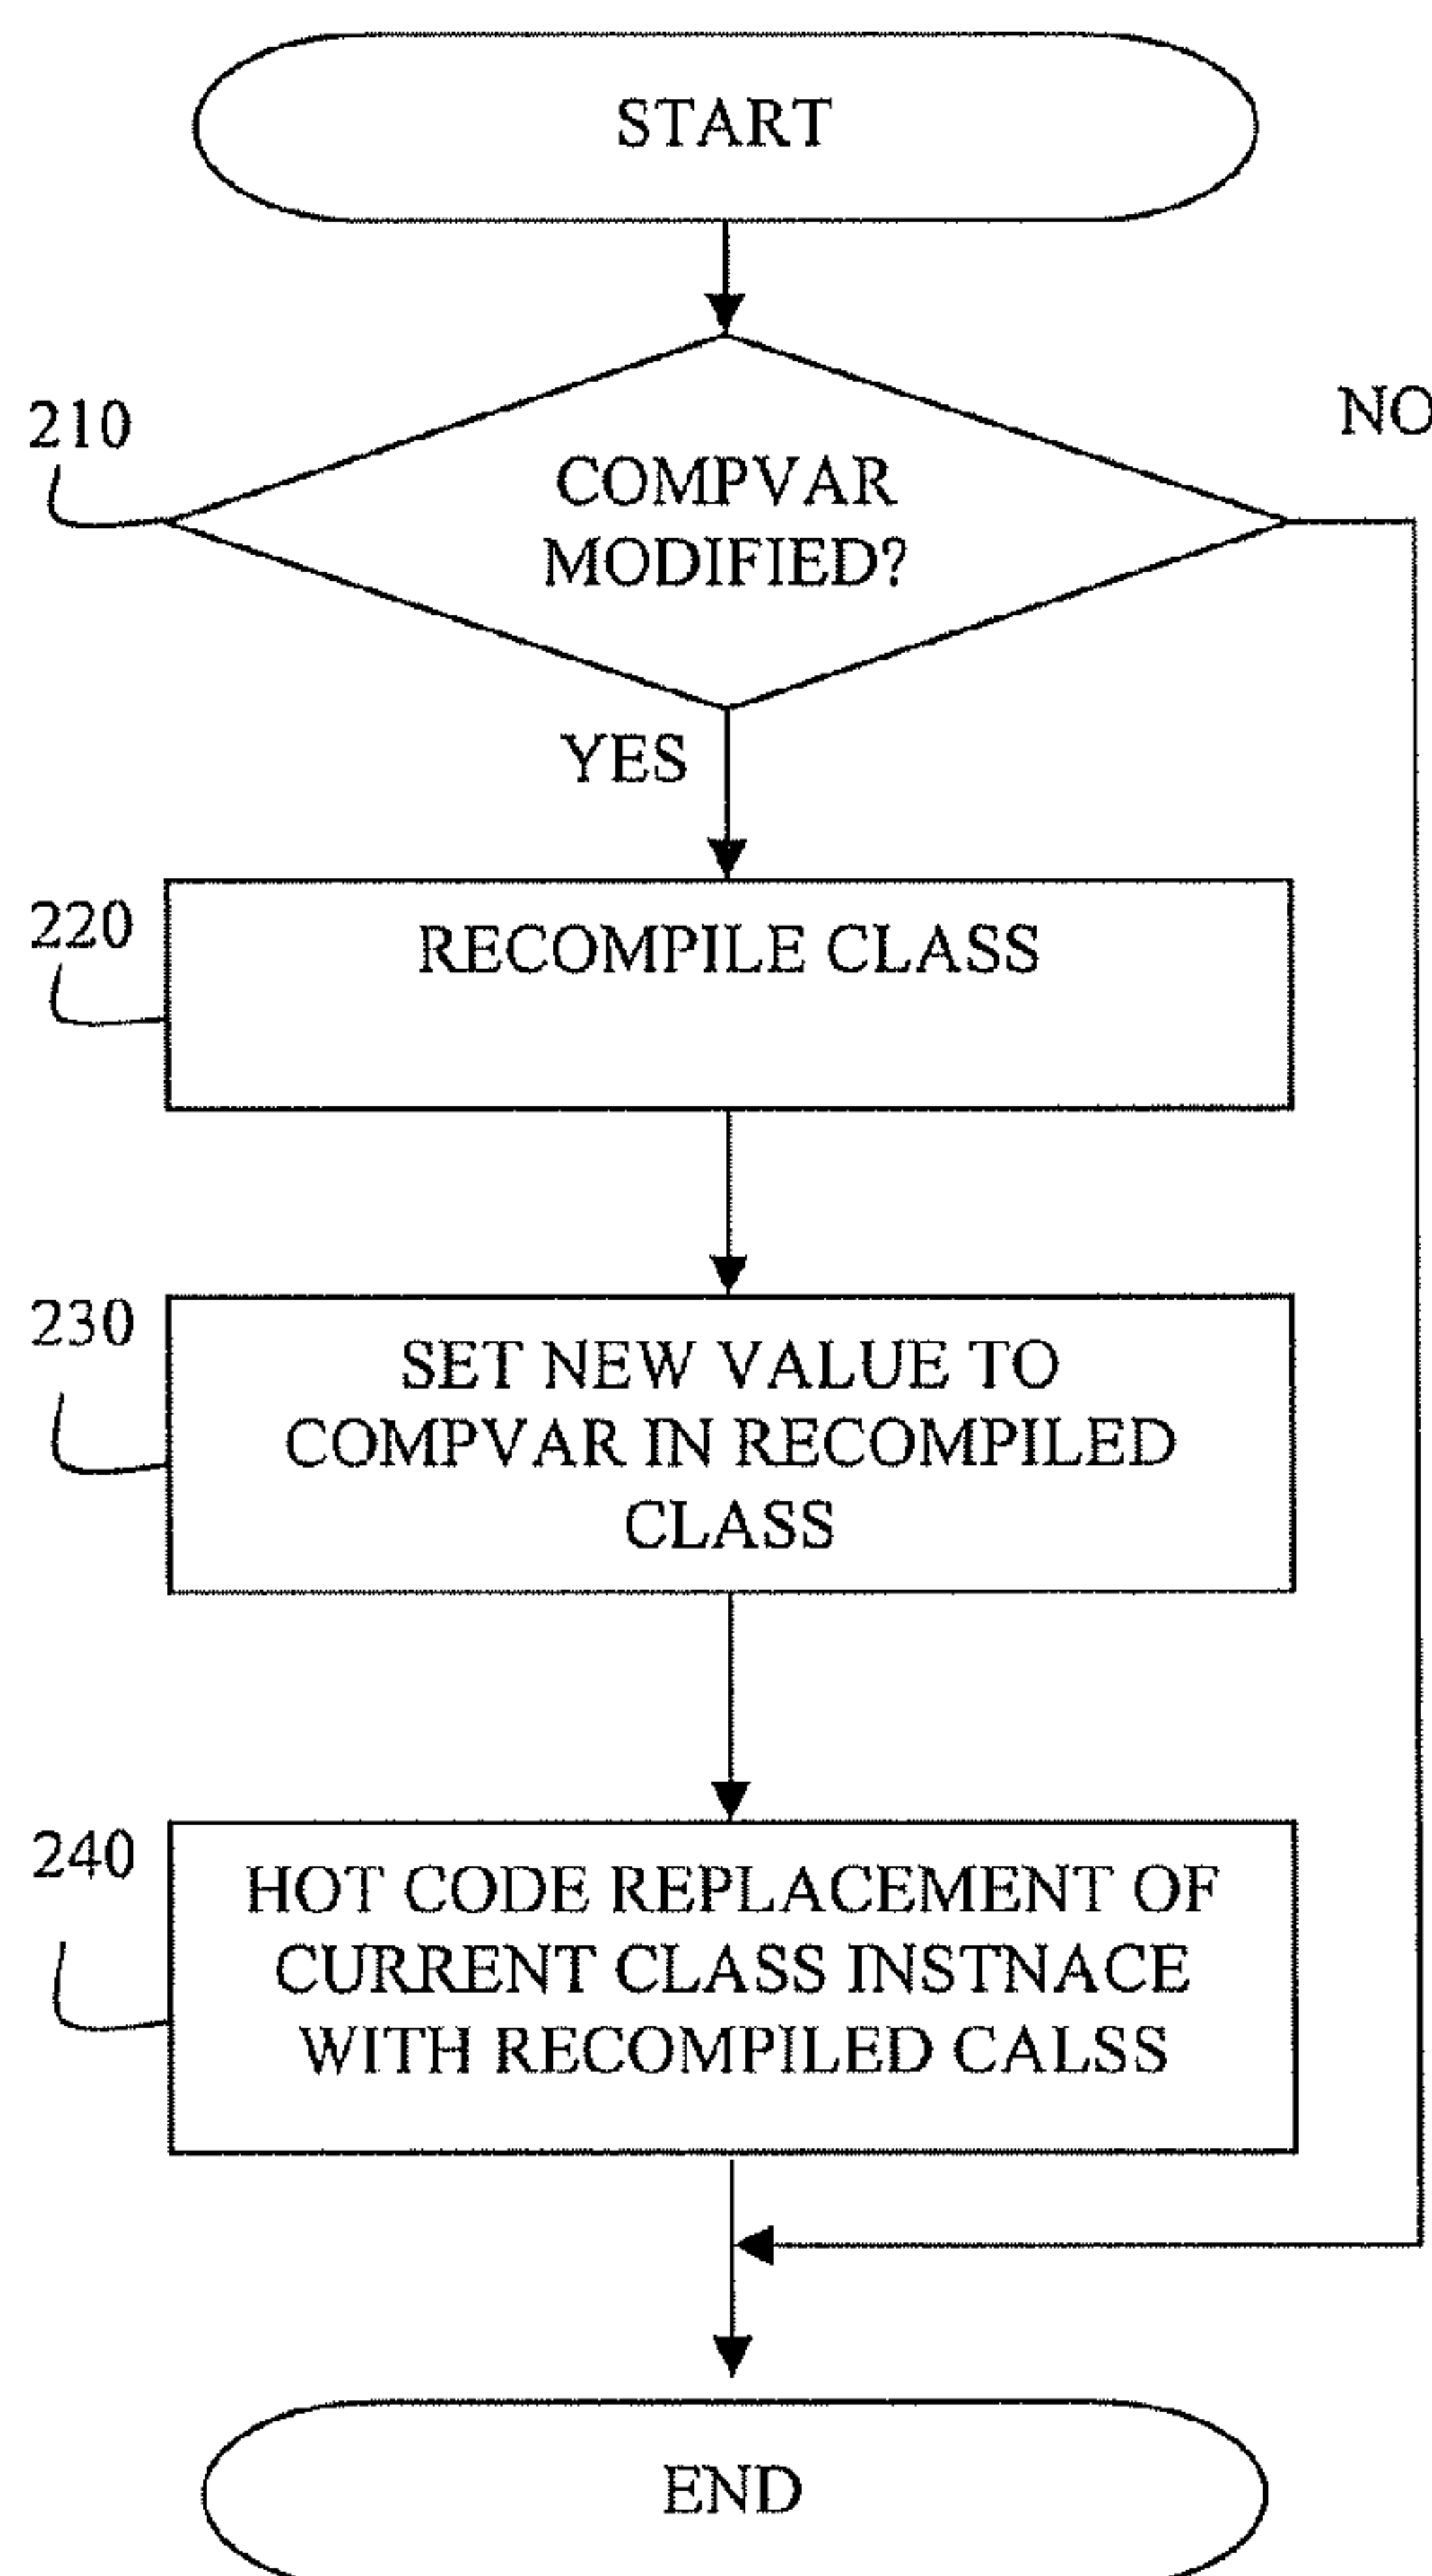 START
210
COMPVAR
MODIFIED?
NO
YES
220
RECOMPILE CLASS
230
SET NEW VALUE TO
COMPVAR IN RECOMPILED
CLASS
240
HOT CODE REPLACEMENT OF
CURRENT CLASS INSTNACE
WITH RECOMPILED CALSS
END